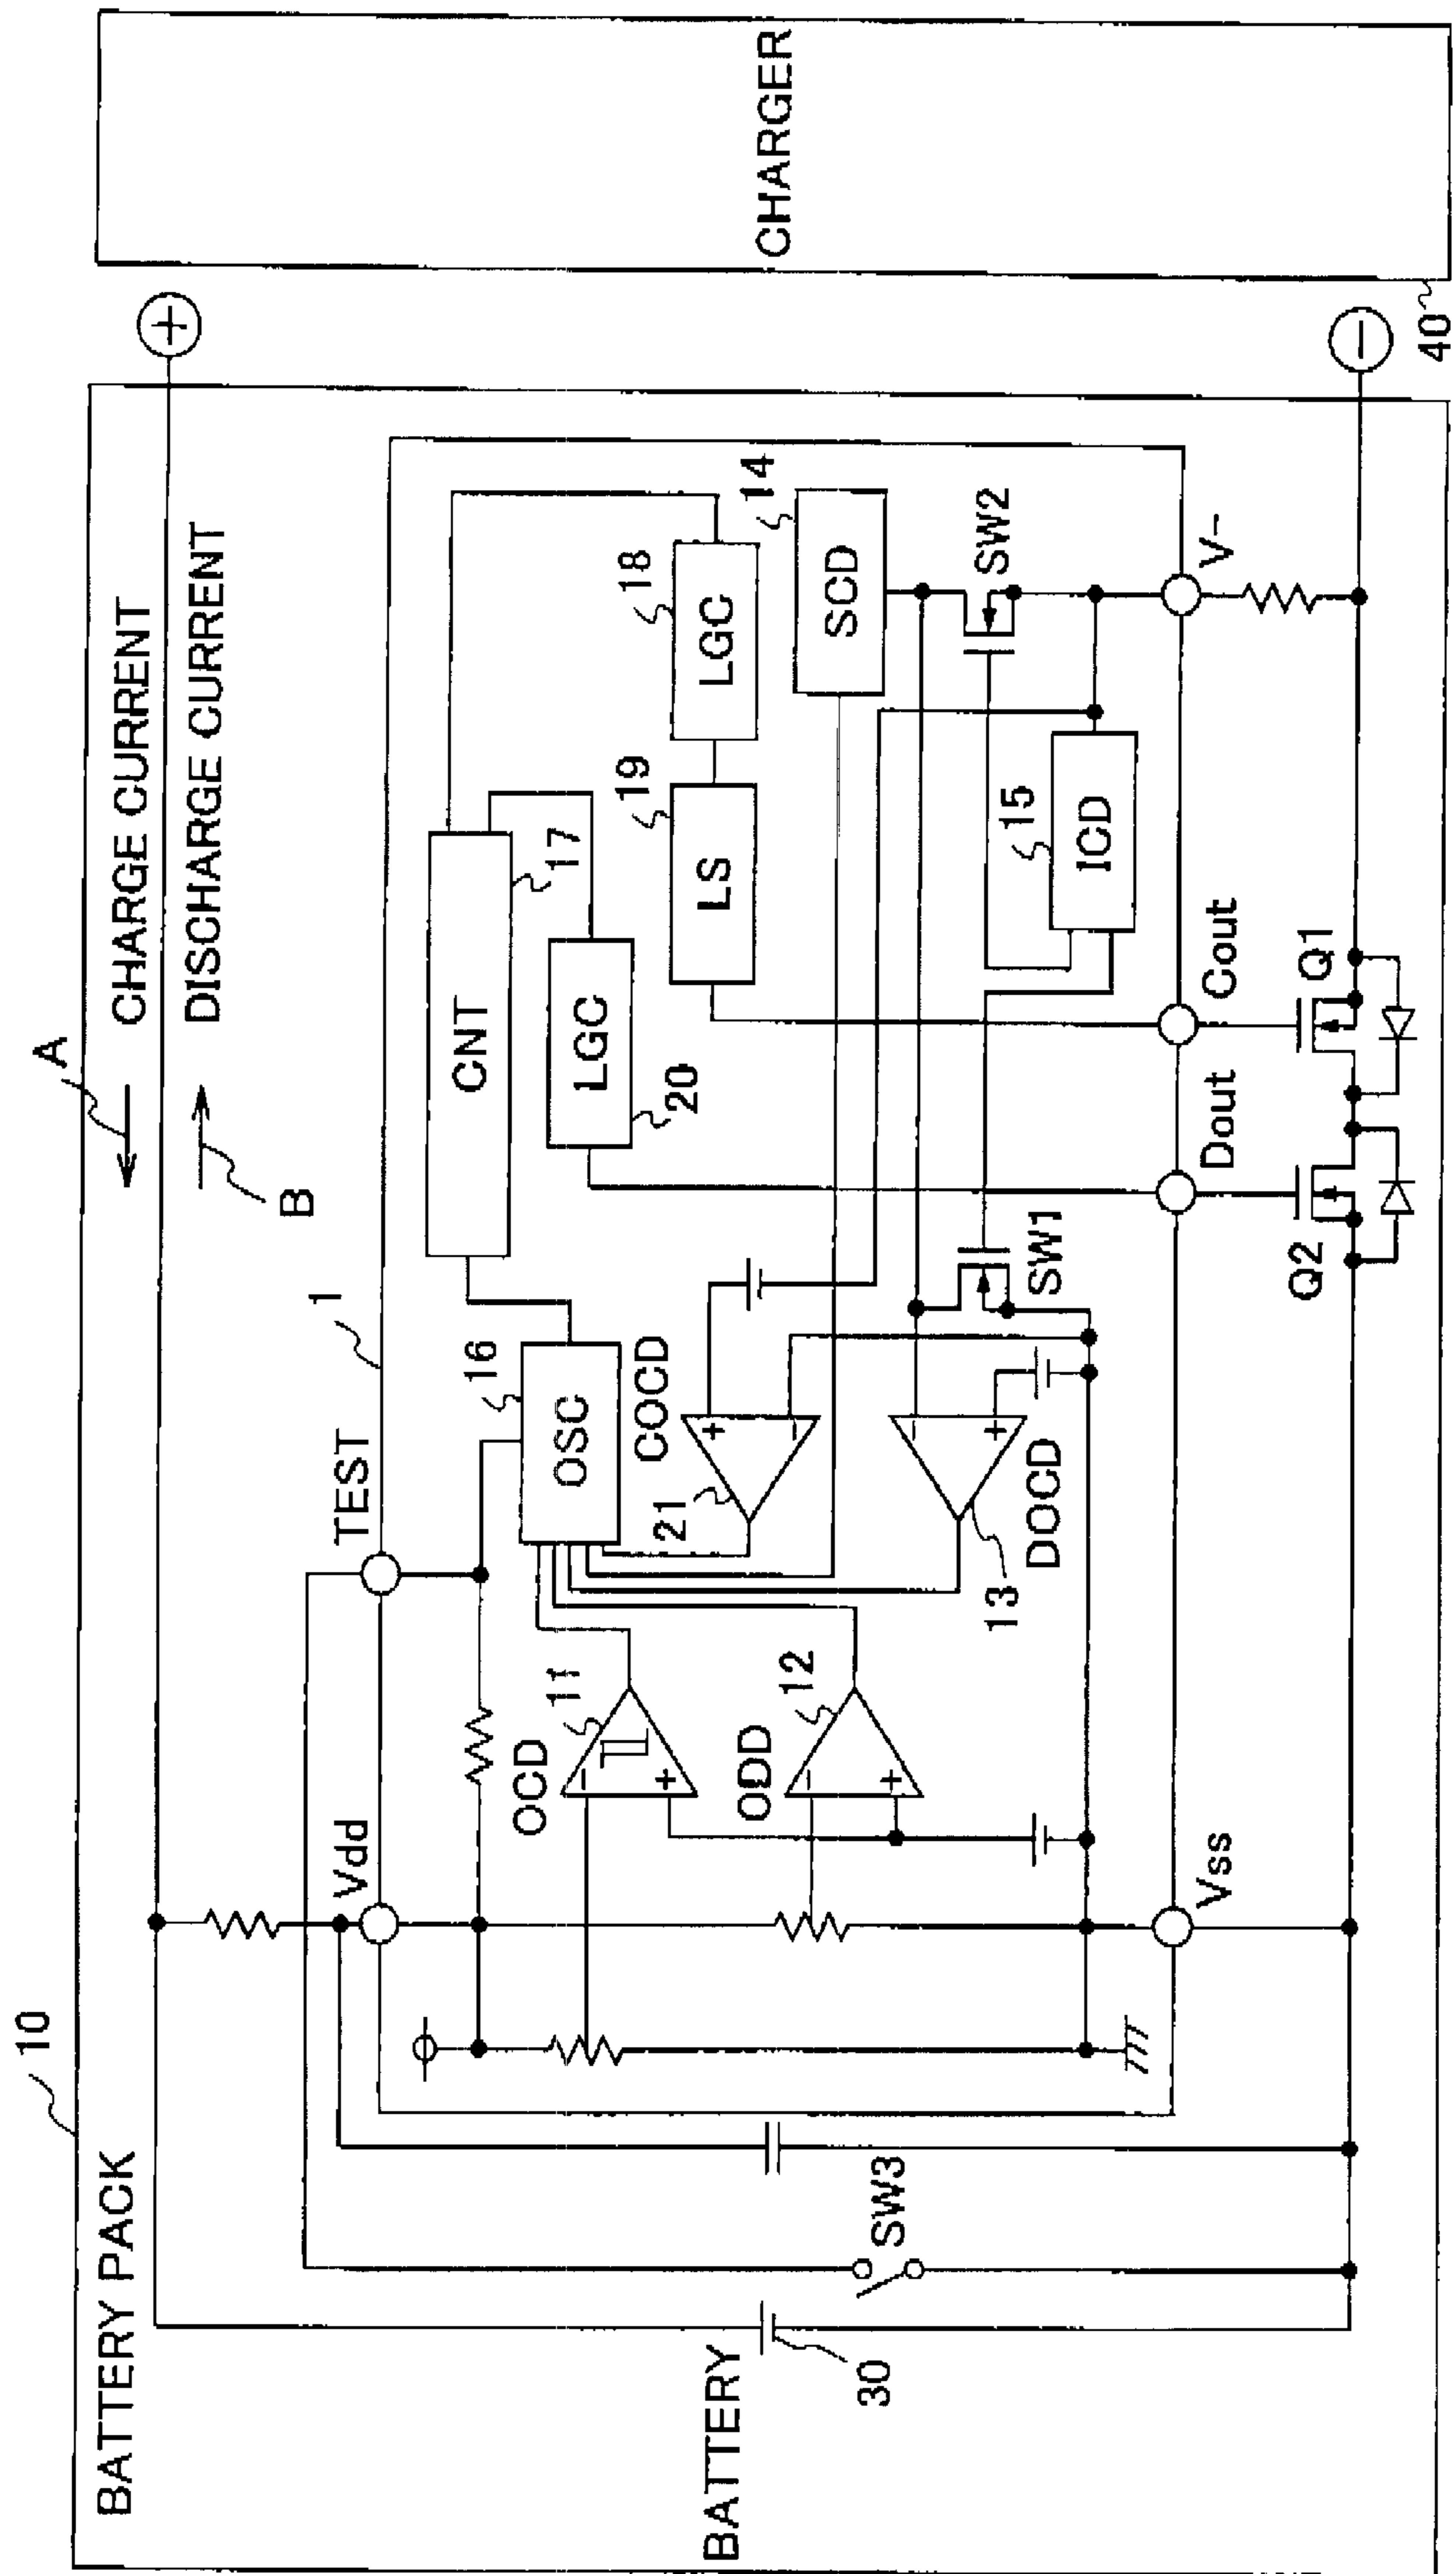 BATTERY PACK
10
A
CHARGE CURRENT
B
DISCHARGE CURRENT
+
CHARGER
40
BATTERY
30
SW3
Vdd
TEST
1
OCD
11
-
+
ODD
12
-
+
OSC
16
CNT
17
LGC
20
LS
19
LGC
18
SCD
14
COCD
21
+
-
DOCD
13
-
+
SW1
ICD
15
SW2
Vss
Dout
Cout
V-
Q2
Q1
-